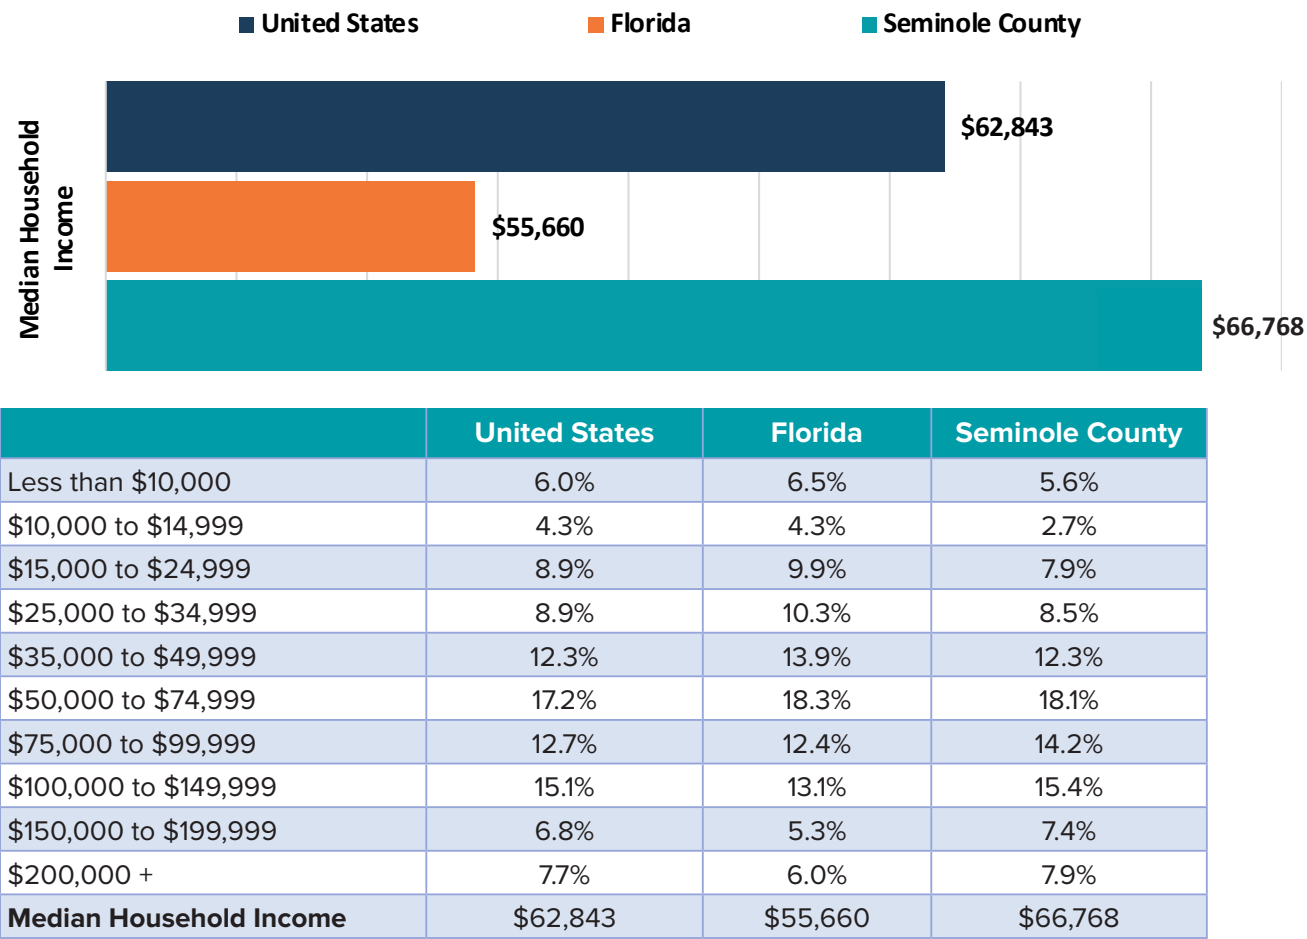 United States Florida Seminole County
Median Household
Income
$62,843
$55,660
$66,768
United States Florida Seminole County
Less than $10,000 6.0% 6.5% 5.6%
$10,000 to $14,999 4.3% 4.3% 2.7%
$15,000 to $24,999 8.9% 9.9% 7.9%
$25,000 to $34,999 8.9% 10.3% 8.5%
$35,000 to $49,999 12.3% 13.9% 12.3%
$50,000 to $74,999 17.2% 18.3% 18.1%
$75,000 to $99,999 12.7% 12.4% 14.2%
$100,000 to $149,999 15.1% 13.1% 15.4%
$150,000 to $199,999 6.8% 5.3% 7.4%
$200,000 + 7.7% 6.0% 7.9%
Median Household Income $62,843 $55,660 $66,768